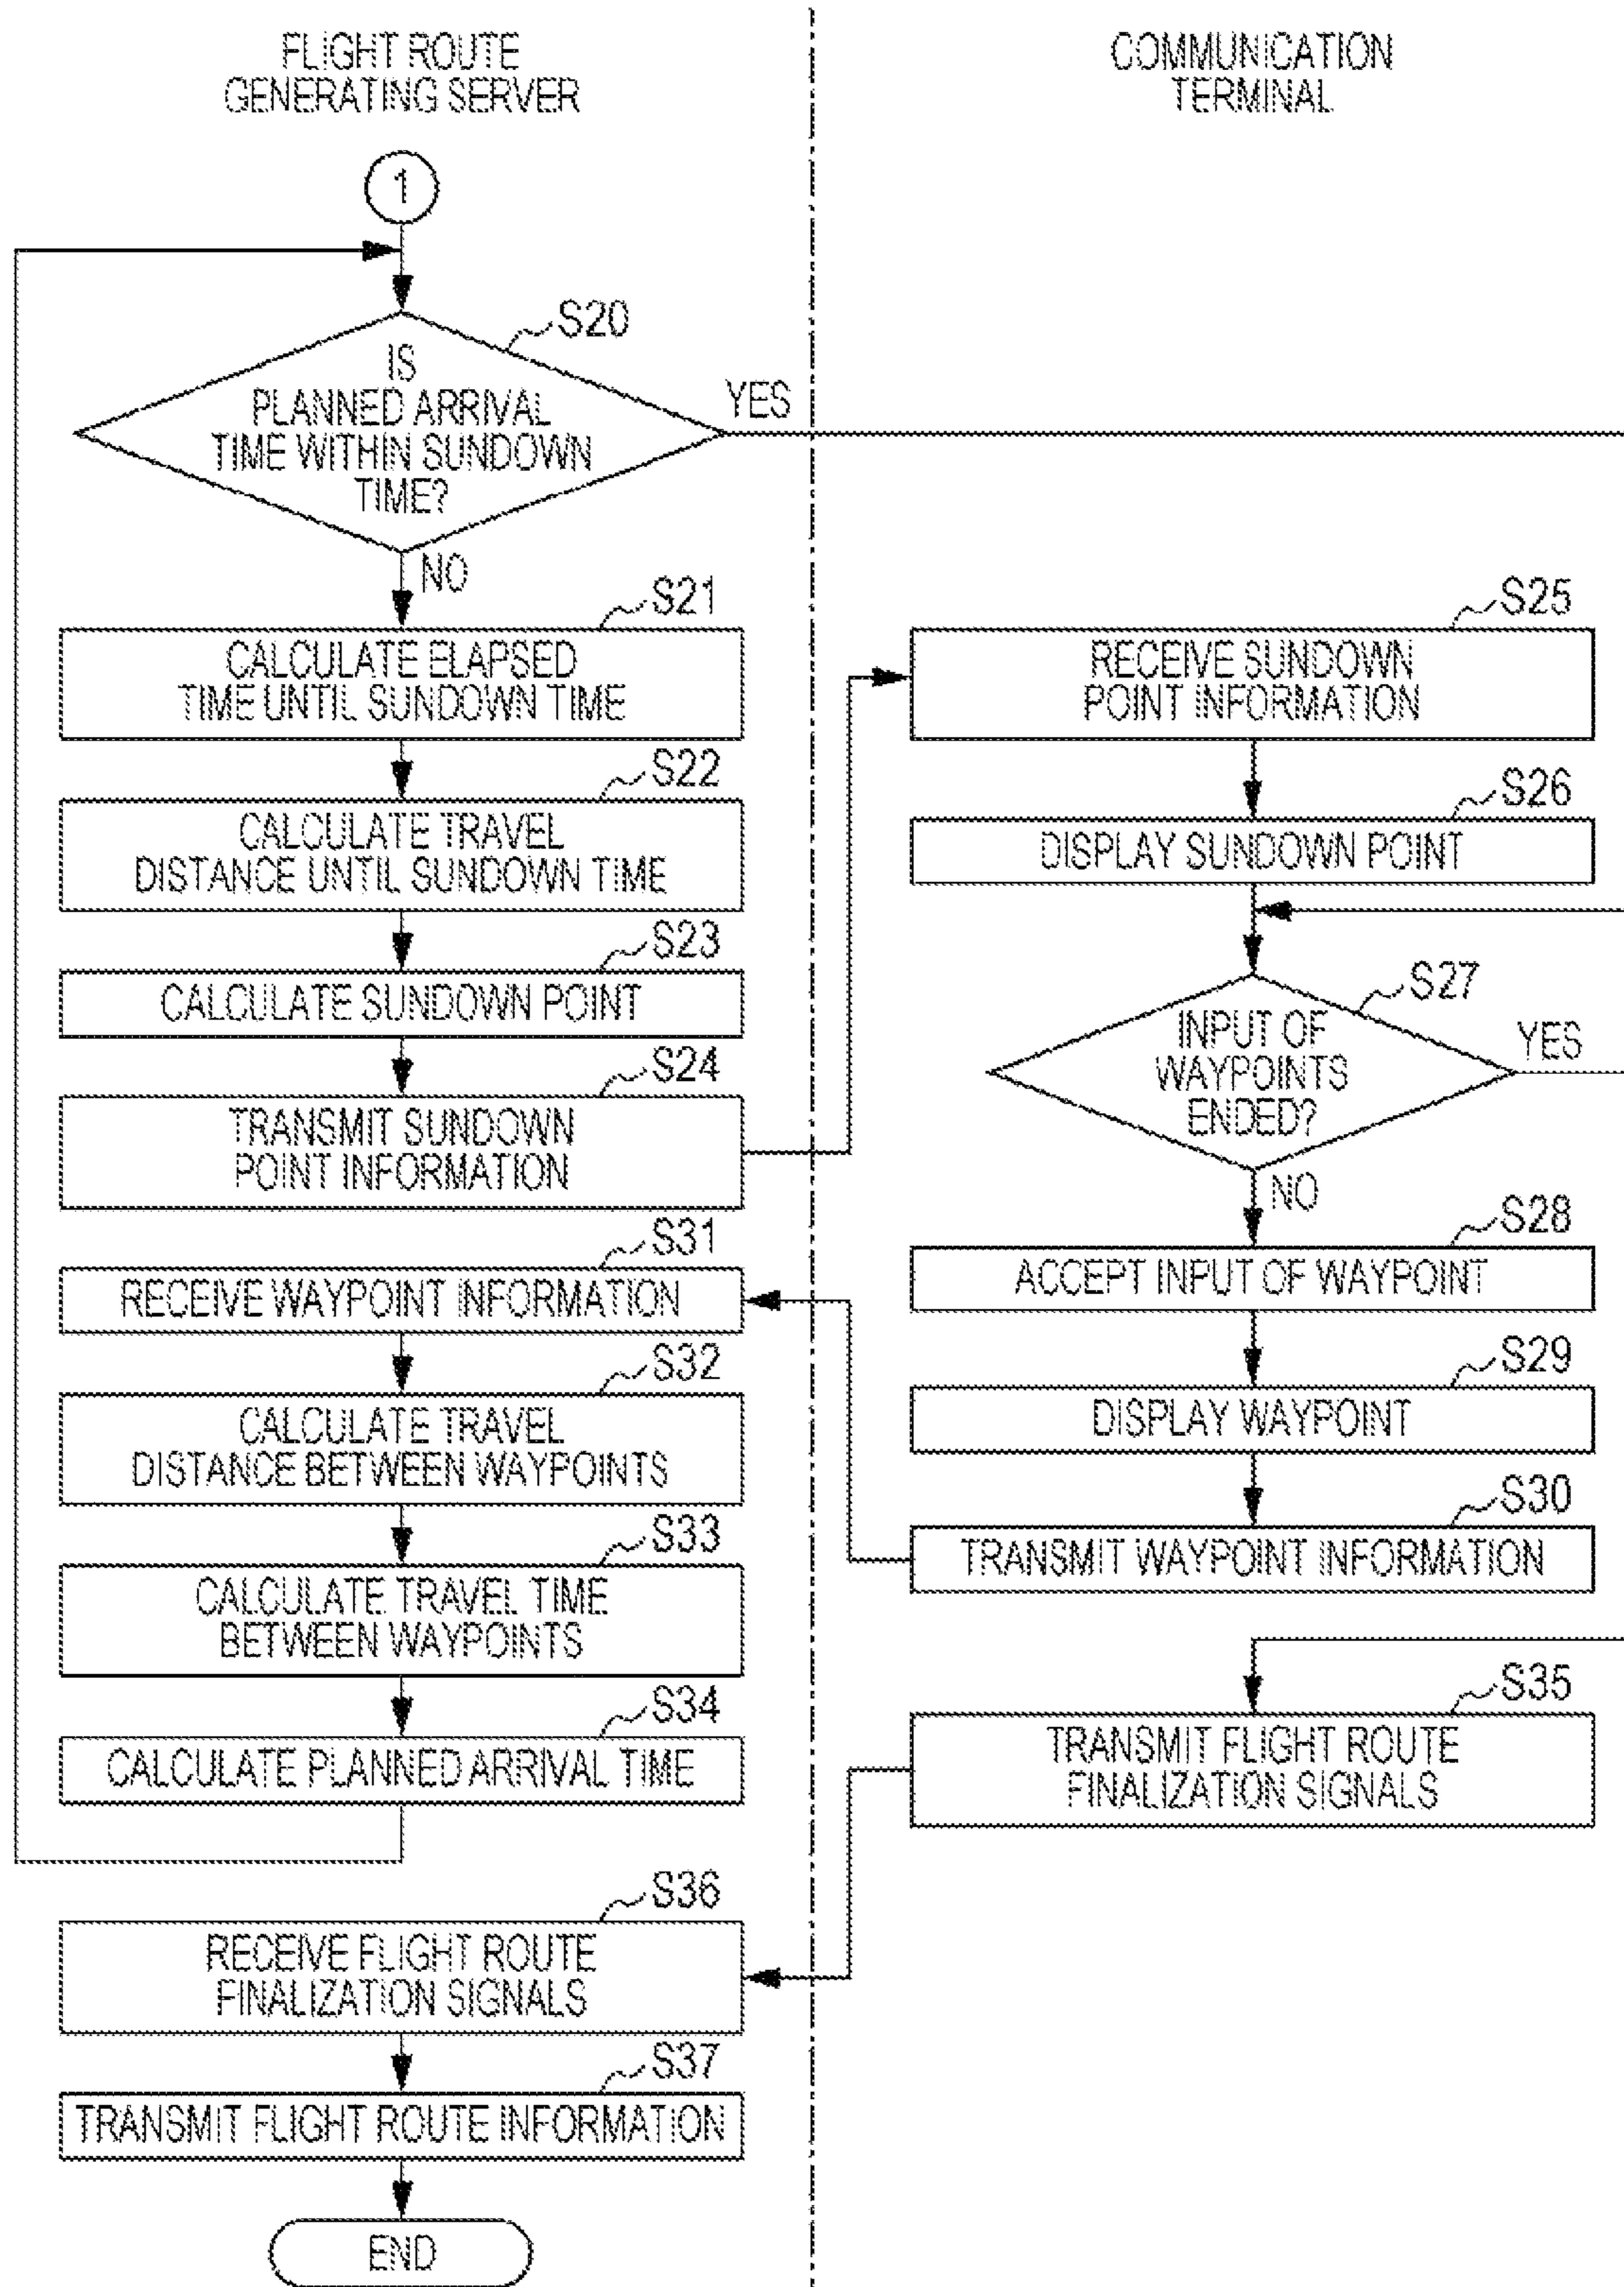 FLIGHT ROUTE
GENERATING SERVER
1
S20
IS
PLANNED ARRIVAL
TIME WITHIN SUNDOWN
TIME?
YES
NO
S21
CALCULATE ELAPSED
TIME UNTIL SUNDOWN TIME
S22
CALCULATE TRAVEL
DISTANCE UNTIL SUNDOWN TIME
S23
CALCULATE SUNDOWN POINT
S24
TRANSMIT SUNDOWN
POINT INFORMATION
S31
RECEIVE WAYPOINT INFORMATION
S32
CALCULATE TRAVEL
DISTANCE BETWEEN WAYPOINTS
S33
CALCULATE TRAVEL TIME
BETWEEN WAYPOINTS
S34
CALCULATE PLANNED ARRIVAL TIME
S36
RECEIVE FLIGHT ROUTE
FINALIZATION SIGNALS
S37
TRANSMIT FLIGHT ROUTE INFORMATION
END
COMMUNICATION
TERMINAL
S25
RECEIVE SUNDOWN
POINT INFORMATION
S26
DISPLAY SUNDOWN POINT
S27
INPUT OF
WAYPOINTS
ENDED?
YES
NO
S28
ACCEPT INPUT OF WAYPOINT
S29
DISPLAY WAYPOINT
S30
TRANSMIT WAYPOINT INFORMATION
S35
TRANSMIT FLIGHT ROUTE
FINALIZATION SIGNALS